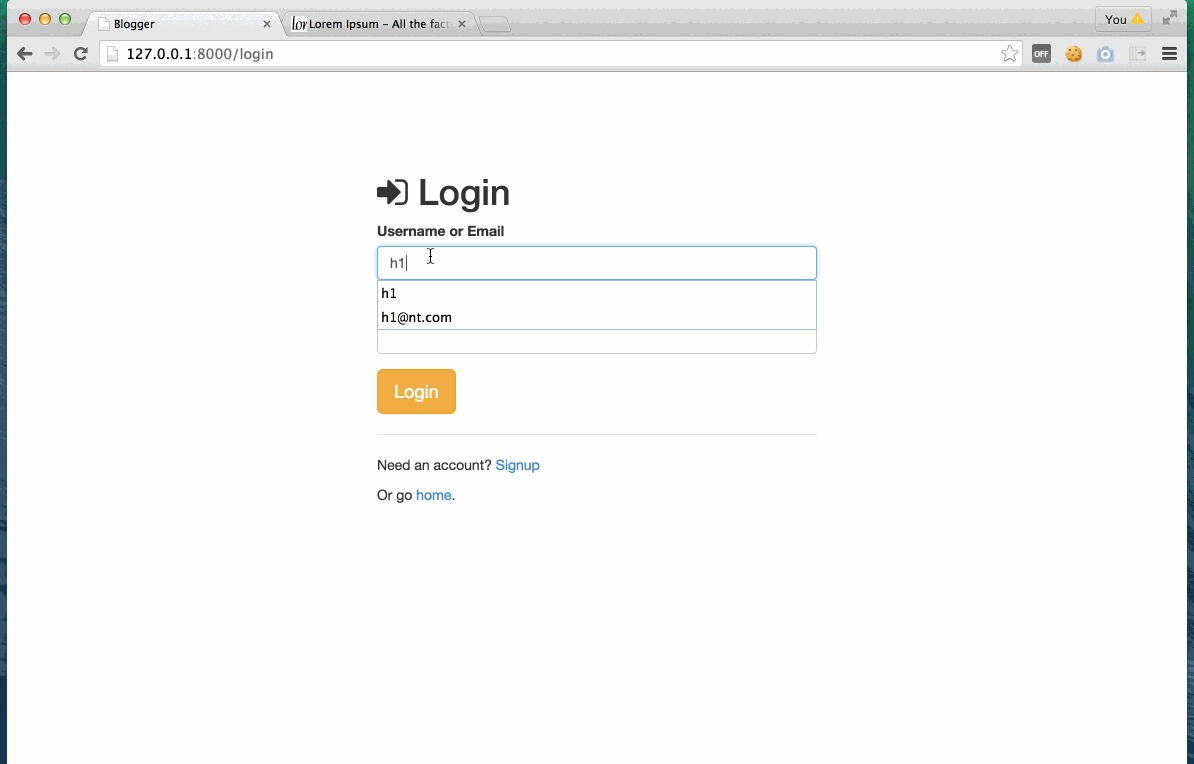 Blogger
Lorem Ipsum – All the fact
You
127.0.0.1:8000/login
OFF
Login
Username or Email
h1
h1
h1@nt.com
Login
Need an account? Signup
Or go home.